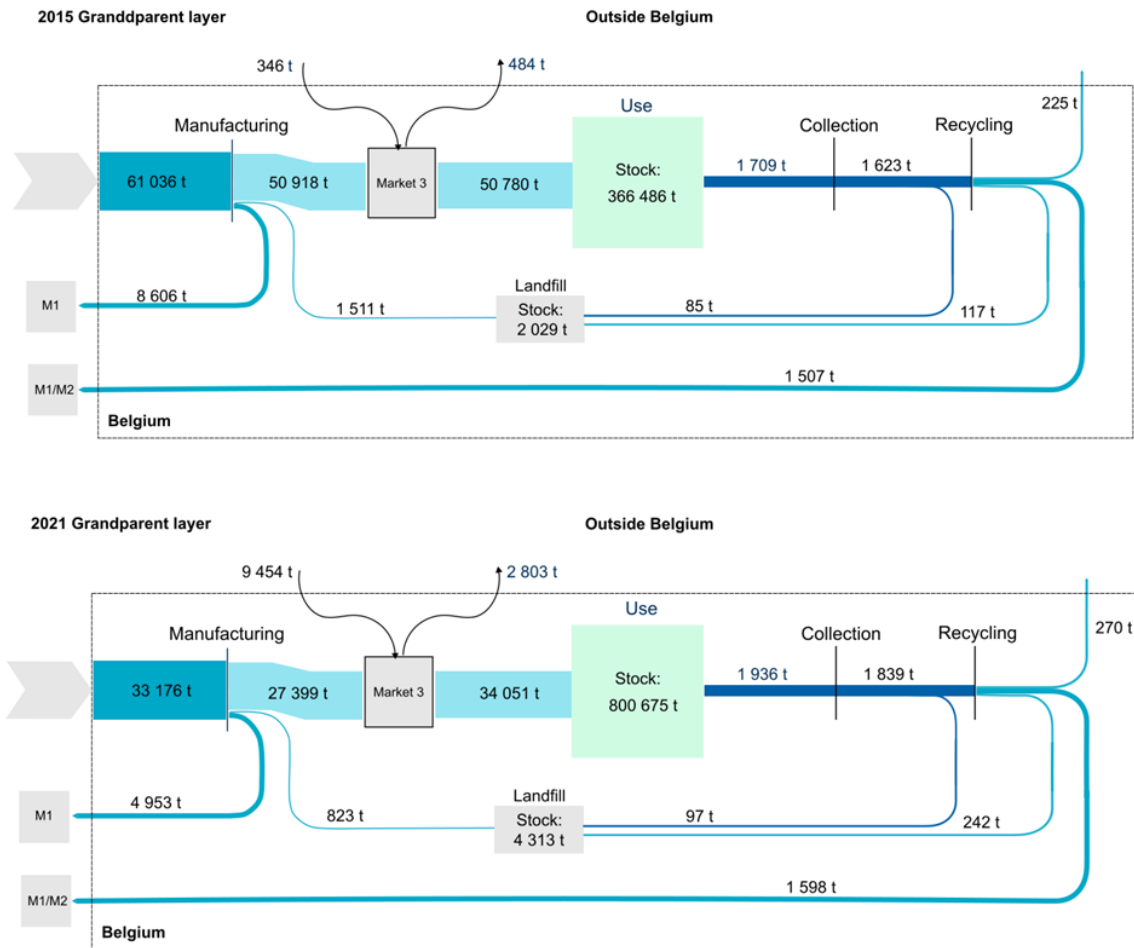 2015 Granddparent layer
Outside Belgium
346 t
484 t
225 t
Use
Manufacturing
Collection
Recycling
61 036 t
50 918 t
Market 3
50 780 t
Stock:
366 486 t
1 709 t
1 623 t
M1
8 606 t
1 511 t
Landfill
Stock:
2 029 t
85 t
117 t
M1/M2
1 507 t
Belgium
2021 Grandparent layer
Outside Belgium
9 454 t
2 803 t
270 t
Use
Manufacturing
Collection
Recycling
33 176 t
27 399 t
Market 3
34 051 t
Stock:
800 675 t
1 936 t
1 839 t
M1
4 953 t
823 t
Landfill
Stock:
4 313 t
97 t
242 t
M1/M2
1 598 t
Belgium